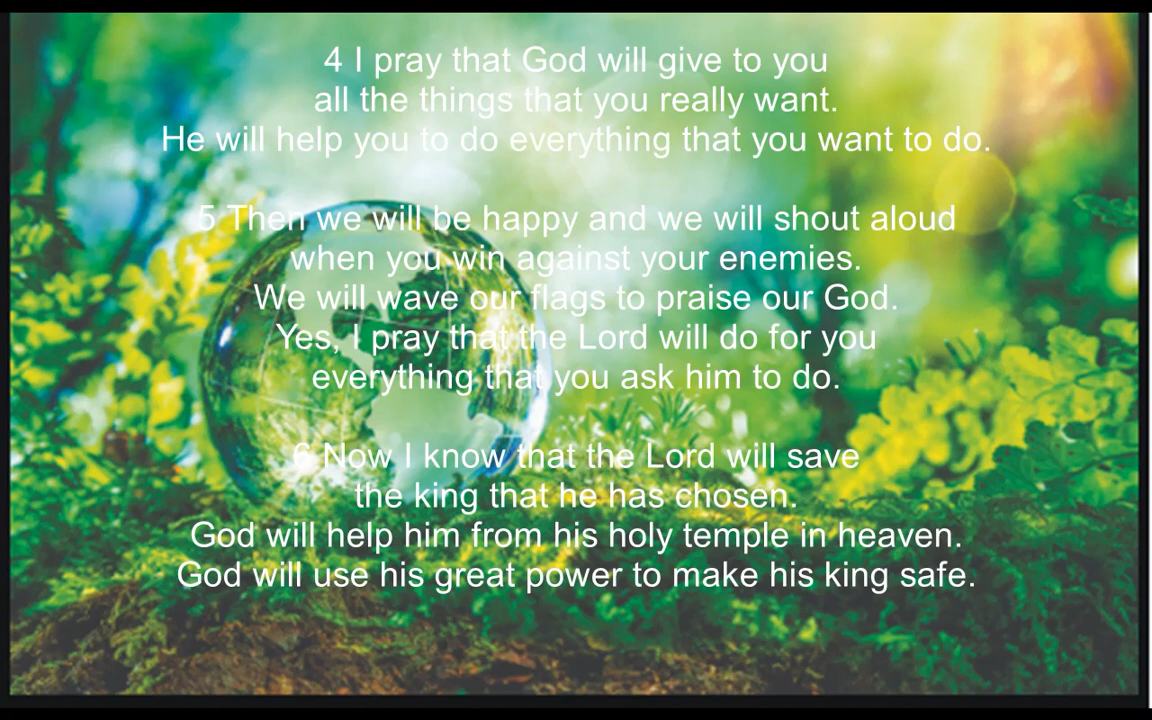 4 I pray that God will give to you
all the things that you really want.
He will help you to do everything that you want to do.
5 Then we will be happy and we will shout aloud
when you win against your enemies.
We will wave our flags to praise our God.
Yes, I pray that the Lord will do for you
everything that you ask him to do.
6 Now I know that the Lord will save
the king that he has chosen.
God will help him from his holy temple in heaven.
God will use his great power to make his king safe.